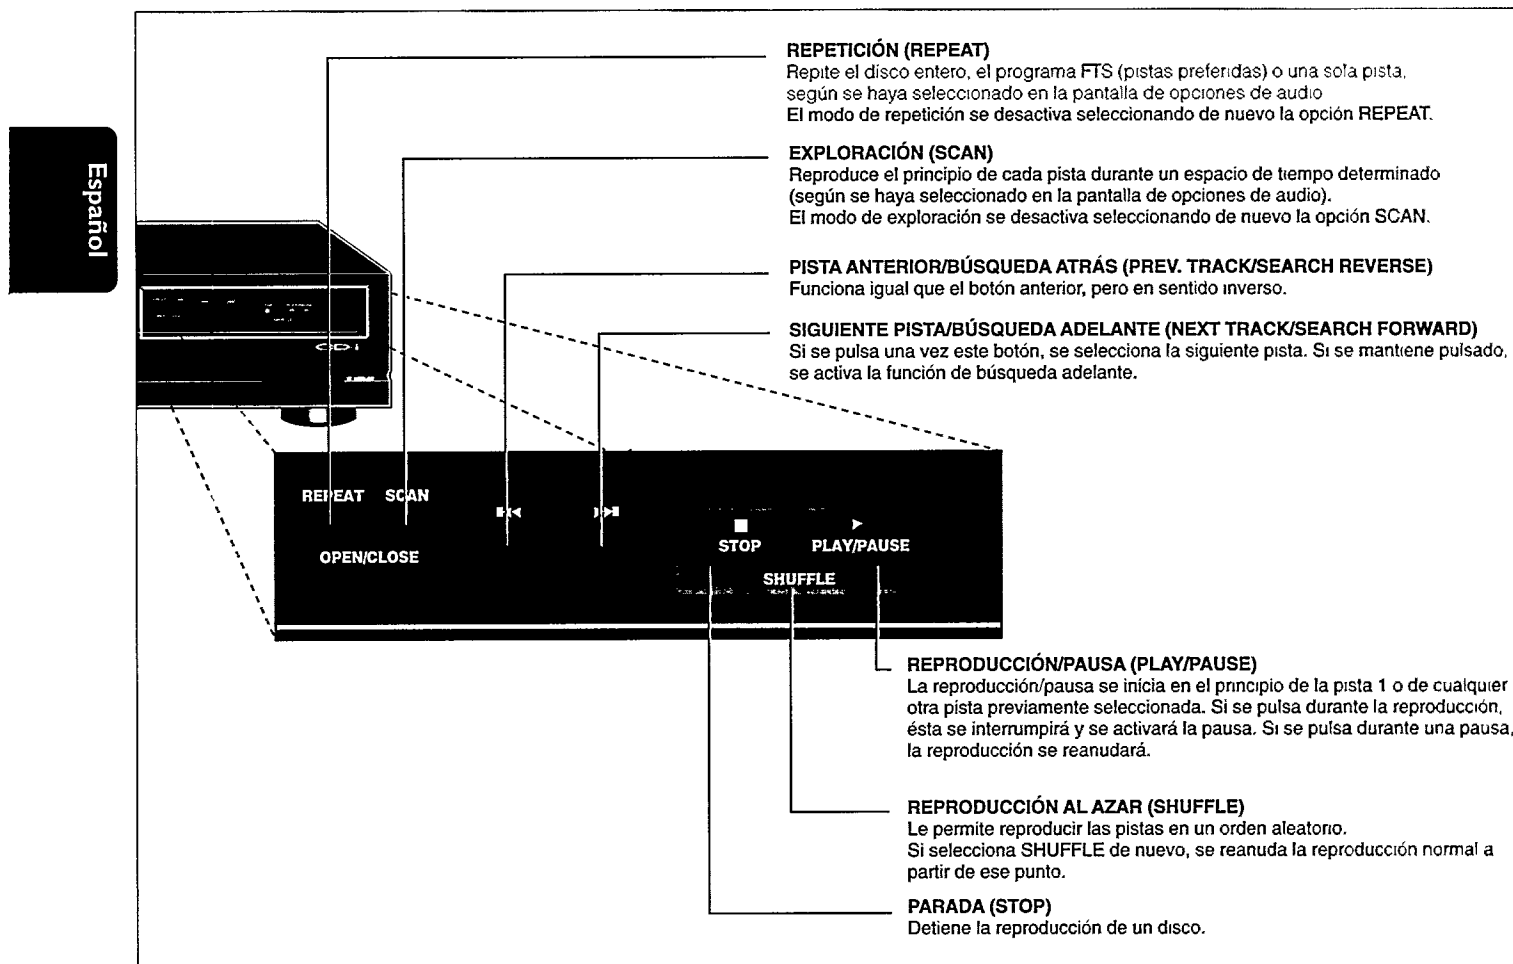 REPETICIÓN (REPEAT)
Repite el disco entero, el programa FTS (pistas preferidas) o una sola pista,
según se haya seleccionado en la pantalla de opciones de audio
El modo de repetición se desactiva seleccionando de nuevo la opción REPEAT.
EXPLORACIÓN (SCAN)
Reproduce el principio de cada pista durante un espacio de tiempo determinado
(según se haya seleccionado en la pantalla de opciones de audio).
El modo de exploración se desactiva seleccionando de nuevo la opción SCAN.
Español
PISTA ANTERIOR/BÚSQUEDA ATRÁS (PREV. TRACK/SEARCH REVERSE)
Funciona igual que el botón anterior, pero en sentido inverso.
SIGUIENTE PISTA/BÚSQUEDA ADELANTE (NEXT TRACK/SEARCH FORWARD)
Si se pulsa una vez este botón, se selecciona la siguiente pista. Si se mantiene pulsado,
se activa la función de búsqueda adelante.
REPEAT SCAN
OPEN/CLOSE
STOP PLAY/PAUSE
SHUFFLE
REPRODUCCIÓN/PAUSA (PLAY/PAUSE)
La reproducción/pausa se inicia en el principio de la pista 1 o de cualquier
otra pista previamente seleccionada. Si se pulsa durante la reproducción,
ésta se interrumpirá y se activará la pausa. Si se pulsa durante una pausa,
la reproducción se reanudará.
REPRODUCCIÓN AL AZAR (SHUFFLE)
Le permite reproducir las pistas en un orden aleatorio.
Si selecciona SHUFFLE de nuevo, se reanuda la reproducción normal a
partir de ese punto.
PARADA (STOP)
Detiene la reproducción de un disco.